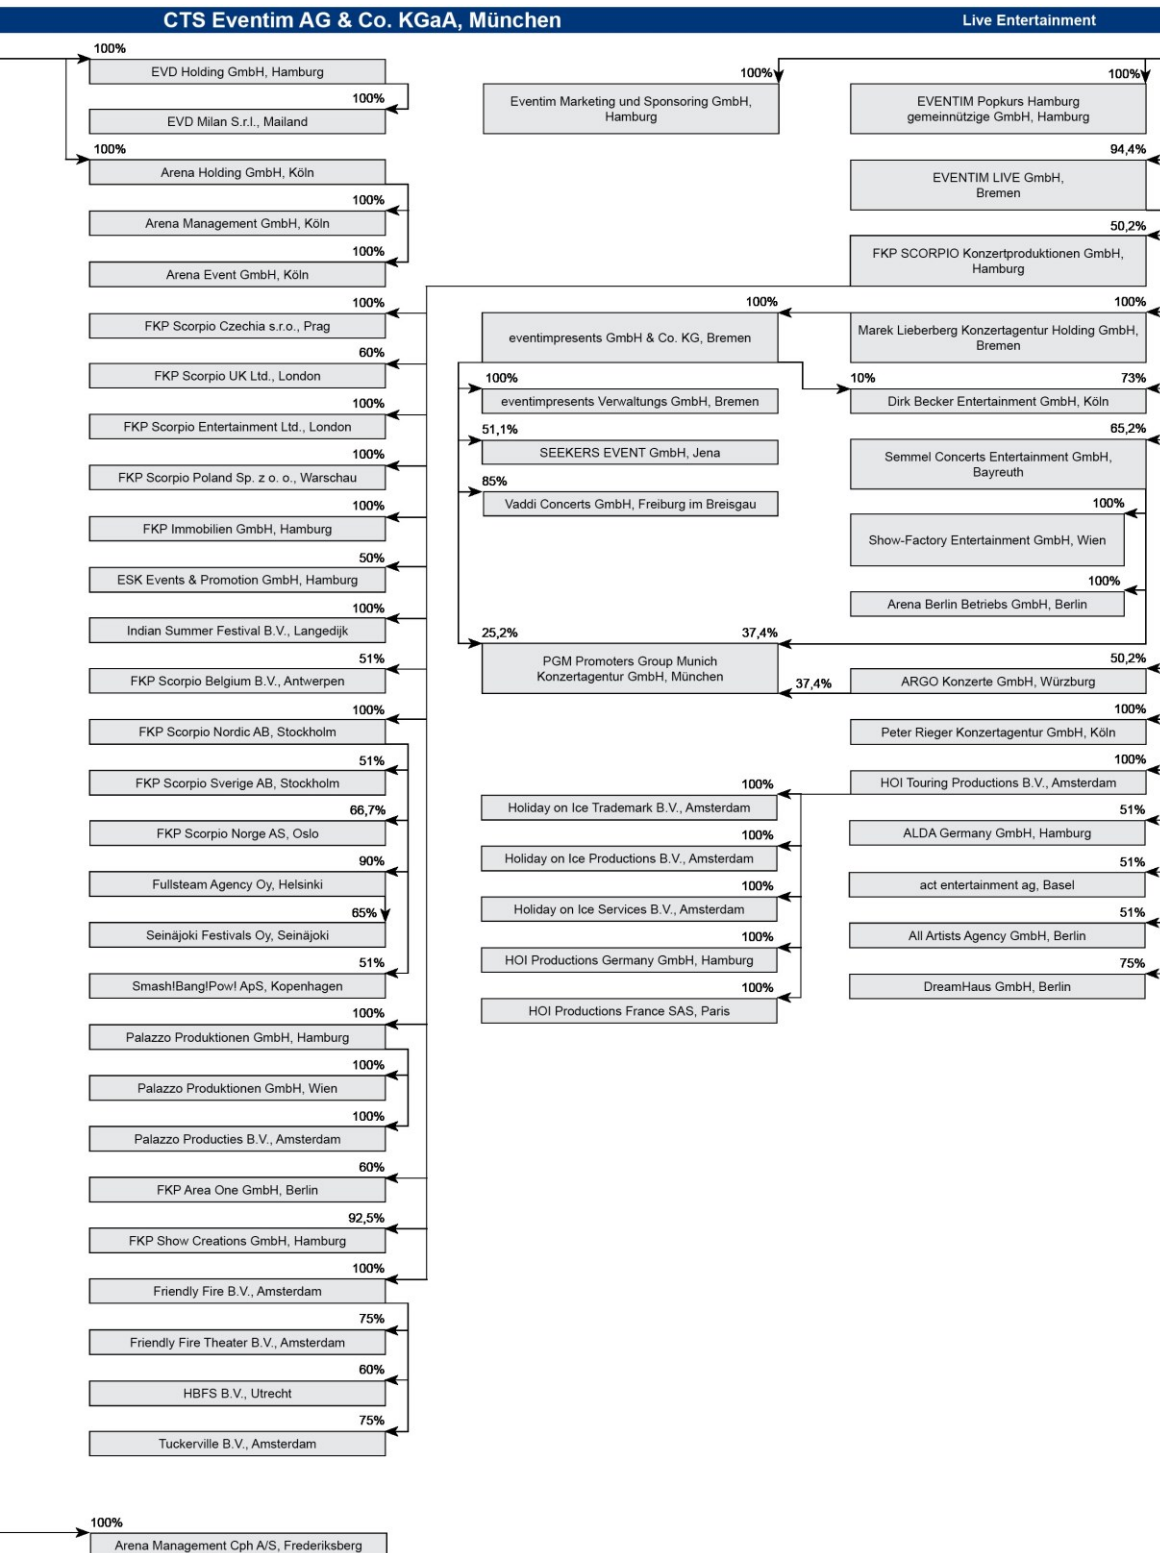 CTS Eventim AG & Co. KGaA, München
Live Entertainment
100%
EVD Holding GmbH, Hamburg
100%
EVD Milan S.r.l., Mailand
100%
Arena Holding GmbH, Köln
100%
Arena Management GmbH, Köln
100%
Arena Event GmbH, Köln
100%
FKP Scorpio Czechia s.r.o., Prag
60%
FKP Scorpio UK Ltd., London
100%
FKP Scorpio Entertainment Ltd., London
100%
FKP Scorpio Poland Sp. z o. o., Warschau
100%
FKP Immobilien GmbH, Hamburg
50%
ESK Events & Promotion GmbH, Hamburg
100%
Indian Summer Festival B.V., Langedijk
51%
FKP Scorpio Belgium B.V., Antwerpen
100%
FKP Scorpio Nordic AB, Stockholm
51%
FKP Scorpio Sverige AB, Stockholm
66,7%
FKP Scorpio Norge AS, Oslo
90%
Fullsteam Agency Oy, Helsinki
65%
Seinäjoki Festivals Oy, Seinäjoki
51%
Smash!Bang!Pow! ApS, Kopenhagen
100%
Palazzo Produktionen GmbH, Hamburg
100%
Palazzo Produktionen GmbH, Wien
100%
Palazzo Producties B.V., Amsterdam
60%
FKP Area One GmbH, Berlin
92,5%
FKP Show Creations GmbH, Hamburg
100%
Friendly Fire B.V., Amsterdam
75%
Friendly Fire Theater B.V., Amsterdam
60%
HBFS B.V., Utrecht
75%
Tuckerville B.V., Amsterdam
100%
Arena Management Cph A/S, Frederiksberg
100%
Eventim Marketing und Sponsoring GmbH,
Hamburg
100%
eventimpresents GmbH & Co. KG, Bremen
100%
eventimpresents Verwaltungs GmbH, Bremen
51,1%
SEEKERS EVENT GmbH, Jena
85%
Vaddi Concerts GmbH, Freiburg im Breisgau
25,2% 37,4%
PGM Promoters Group Munich
Konzertagentur GmbH, München
37,4%
100%
Holiday on Ice Trademark B.V., Amsterdam
100%
Holiday on Ice Productions B.V., Amsterdam
100%
Holiday on Ice Services B.V., Amsterdam
100%
HOI Productions Germany GmbH, Hamburg
100%
HOI Productions France SAS, Paris
100%
EVENTIM Popkurs Hamburg
gemeinnützige GmbH, Hamburg
94,4%
EVENTIM LIVE GmbH,
Bremen
50,2%
FKP SCORPIO Konzertproduktionen GmbH,
Hamburg
100%
Marek Lieberberg Konzertagentur Holding GmbH,
Bremen
10% 73%
Dirk Becker Entertainment GmbH, Köln
65,2%
Semmel Concerts Entertainment GmbH,
Bayreuth
100%
Show-Factory Entertainment GmbH, Wien
100%
Arena Berlin Betriebs GmbH, Berlin
50,2%
ARGO Konzerte GmbH, Würzburg
100%
Peter Rieger Konzertagentur GmbH, Köln
100%
HOI Touring Productions B.V., Amsterdam
51%
ALDA Germany GmbH, Hamburg
51%
act entertainment ag, Basel
51%
All Artists Agency GmbH, Berlin
75%
DreamHaus GmbH, Berlin